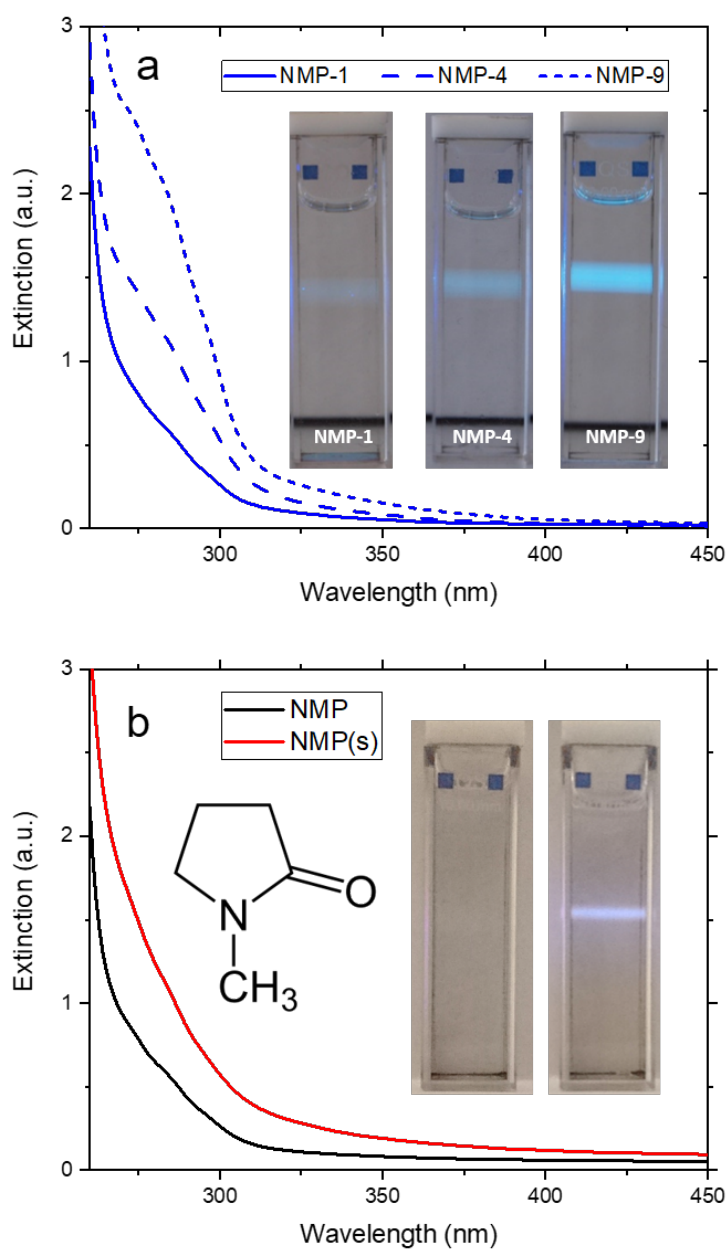 a
NMP-1 NMP-4 NMP-9
3
2
1
0
Extinction (a.u.)
NMP-1
NMP-4
NMP-9
300 350 400 450
Wavelength (nm)
b
NMP
NMP(s)
3
2
1
0
Extinction (a.u.)
N
O
CH3
300 350 400 450
Wavelength (nm)